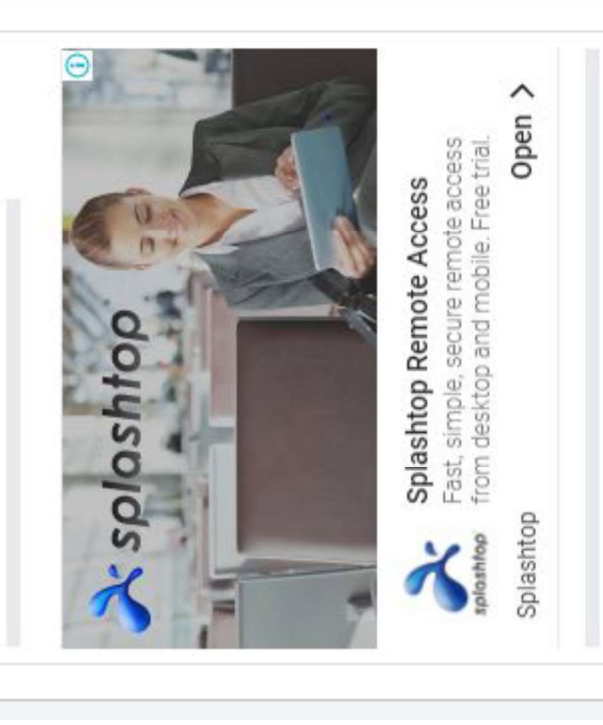 splashtop
Splashtop Remote Access
Fast, simple, secure remote access
from desktop and mobile. Free trial.
splashtop
Splashtop
Open >